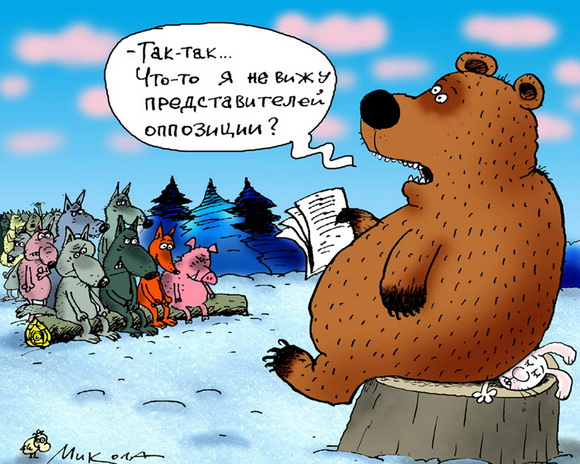 -Так-так...
Что-то я не вижу
представителей
оппозиции?
Микола